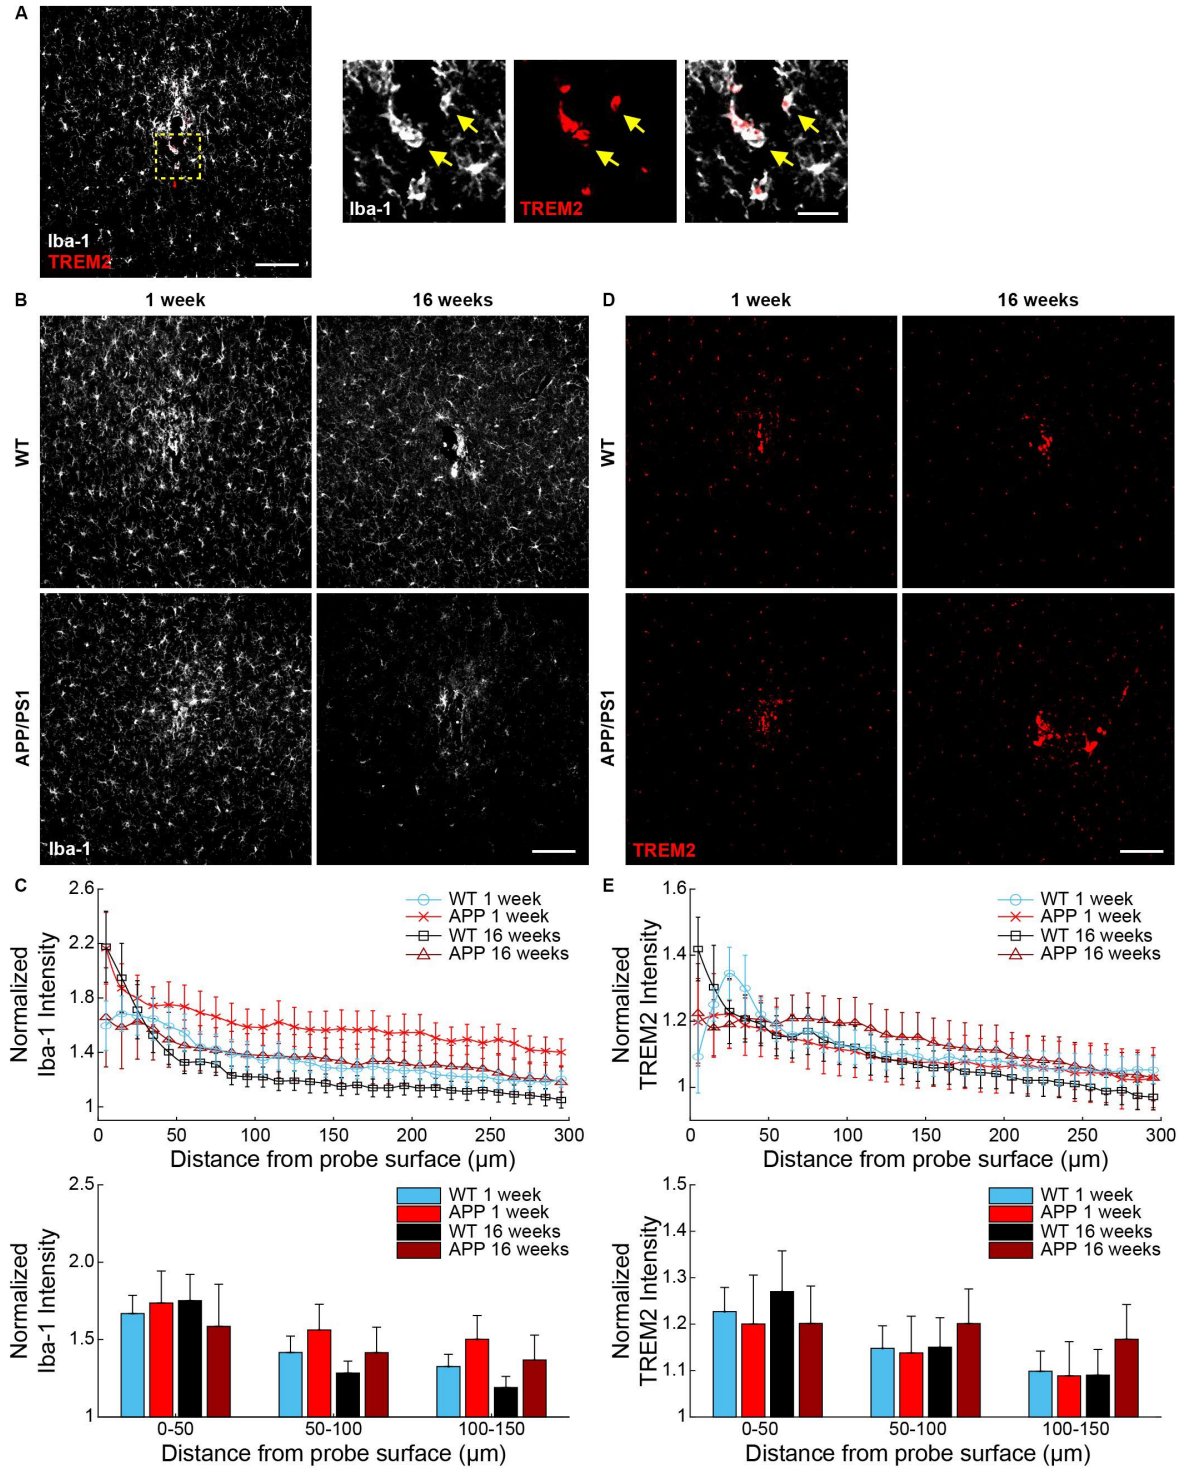 A
Iba-1
TREM2
Iba-1
TREM2
B
1 week
16 weeks
D
1 week
16 weeks
WT
WT
APP/PS1
APP/PS1
Iba-1
TREM2
C
2.6
2.2
1.8
1.4
1
Normalized
Iba-1 Intensity
WT 1 week
APP 1 week
WT 16 weeks
APP 16 weeks
0 50 100 150 200 250 300
Distance from probe surface (µm)
E
1.6
1.4
1.2
1
Normalized
TREM2 Intensity
WT 1 week
APP 1 week
WT 16 weeks
APP 16 weeks
0 50 100 150 200 250 300
Distance from probe surface (µm)
2.5
2.0
1.5
1
Normalized
Iba-1 Intensity
WT 1 week
APP 1 week
WT 16 weeks
APP 16 weeks
0-50 50-100 100-150
Distance from probe surface (µm)
1.5
1.4
1.3
1.2
1.1
1
Normalized
TREM2 Intensity
WT 1 week
APP 1 week
WT 16 weeks
APP 16 weeks
0-50 50-100 100-150
Distance from probe surface (µm)